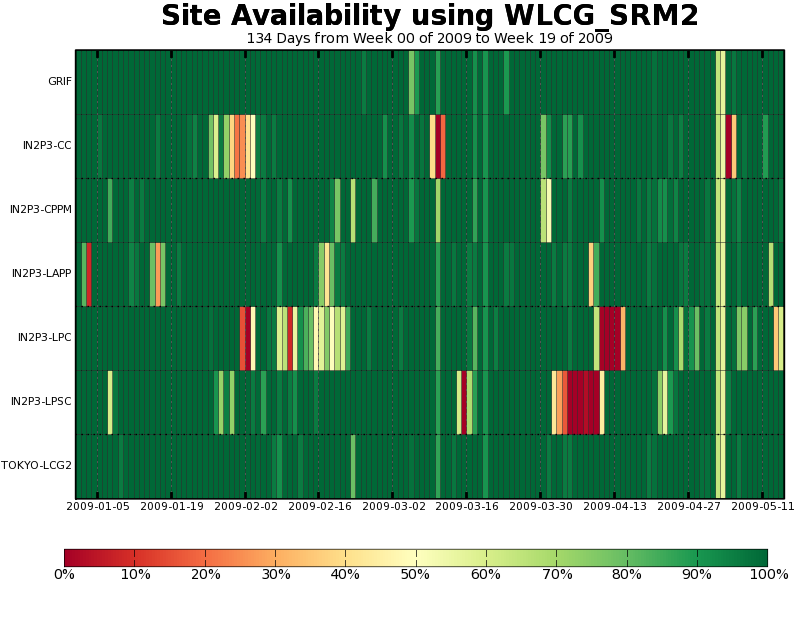 Site Availability using WLCG_SRM2
134 Days from Week 00 of 2009 to Week 19 of 2009
GRIF
IN2P3-CC
IN2P3-CPPM
IN2P3-LAPP
IN2P3-LPC
IN2P3-LPSC
TOKYO-LCG2
2009-01-05 2009-01-19 2009-02-02 2009-02-16 2009-03-02 2009-03-16 2009-03-30 2009-04-13 2009-04-27 2009-05-11
0% 10% 20% 30% 40% 50% 60% 70% 80% 90% 100%